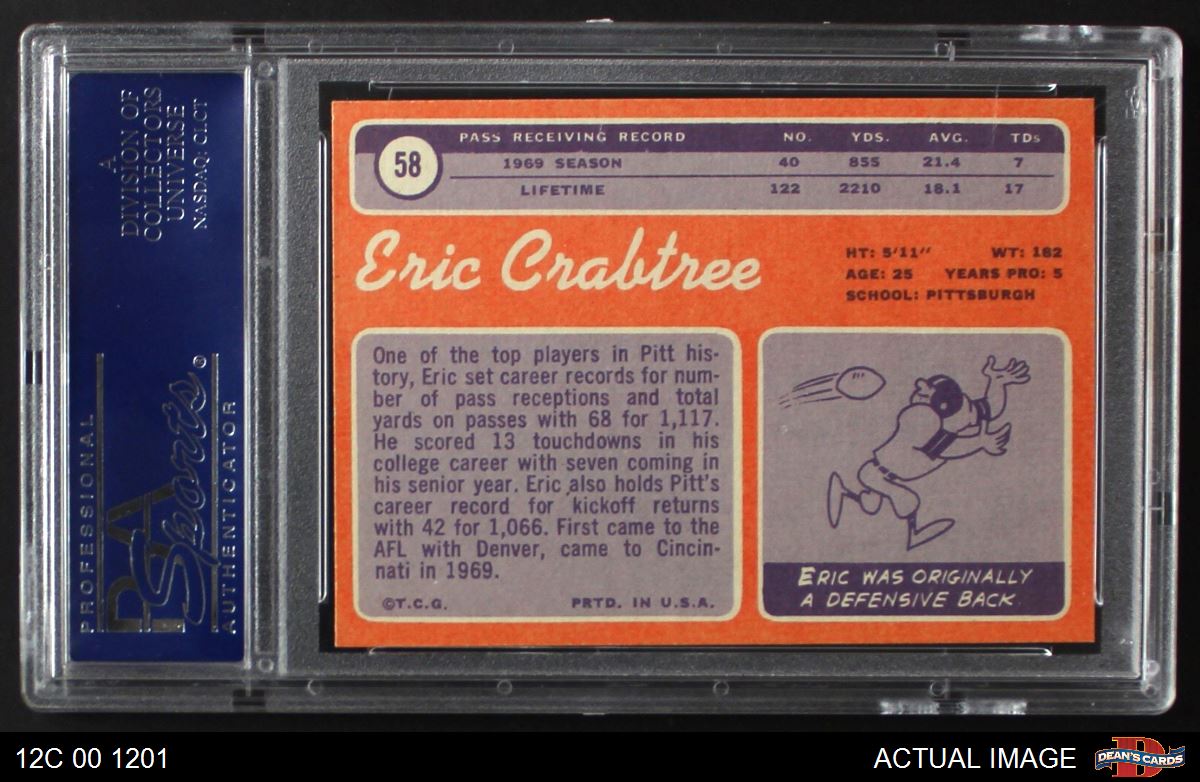 A
DIVISION OF
COLLECTORS
UNIVERSE
NASDAQ: CLCT
PROFESSIONAL
PSA
Sports®
AUTHENTICATOR
58
PASS RECEIVING RECORD NO. YDS. AVG. TDs
1969 SEASON 40 855 21.4 7
LIFETIME 122 2210 18.1 17
Eric Crabtree
HT: 5'11" WT: 182
AGE: 25 YEARS PRO: 5
SCHOOL: PITTSBURGH
One of the top players in Pitt his-
tory, Eric set career records for num-
ber of pass receptions and total
yards on passes with 68 for 1,117.
He scored 13 touchdowns in his
college career with seven coming in
his senior year. Eric also holds Pitt's
career record for kickoff returns
with 42 for 1,066. First came to the
AFL with Denver, came to Cincin-
nati in 1969.
©T.C.G. PRTD. IN U.S.A.
ERIC WAS ORIGINALLY
A DEFENSIVE BACK
12C 00 1201
ACTUAL IMAGE
D
DEAN'S CARDS